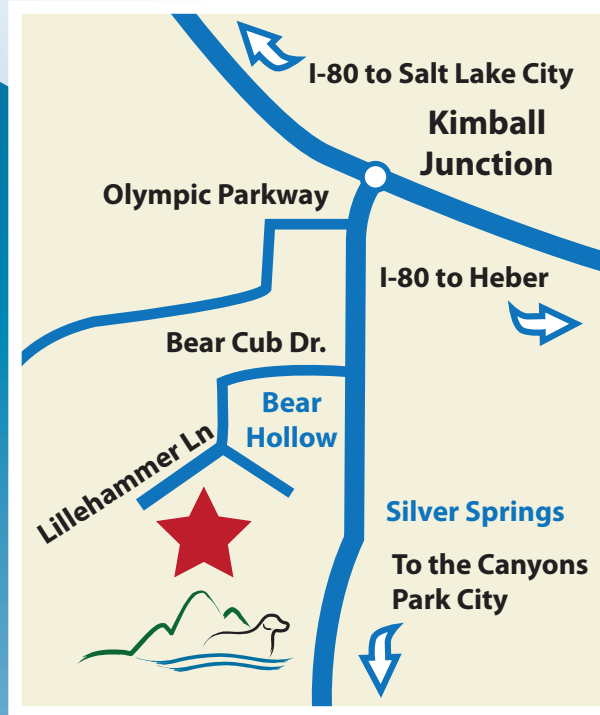 I-80 to Salt Lake City
Kimball
Junction
Olympic Parkway
I-80 to Heber
Bear Cub Dr.
Bear
Hollow
Lillehammer Ln
Silver Springs
To the Canyons
Park City